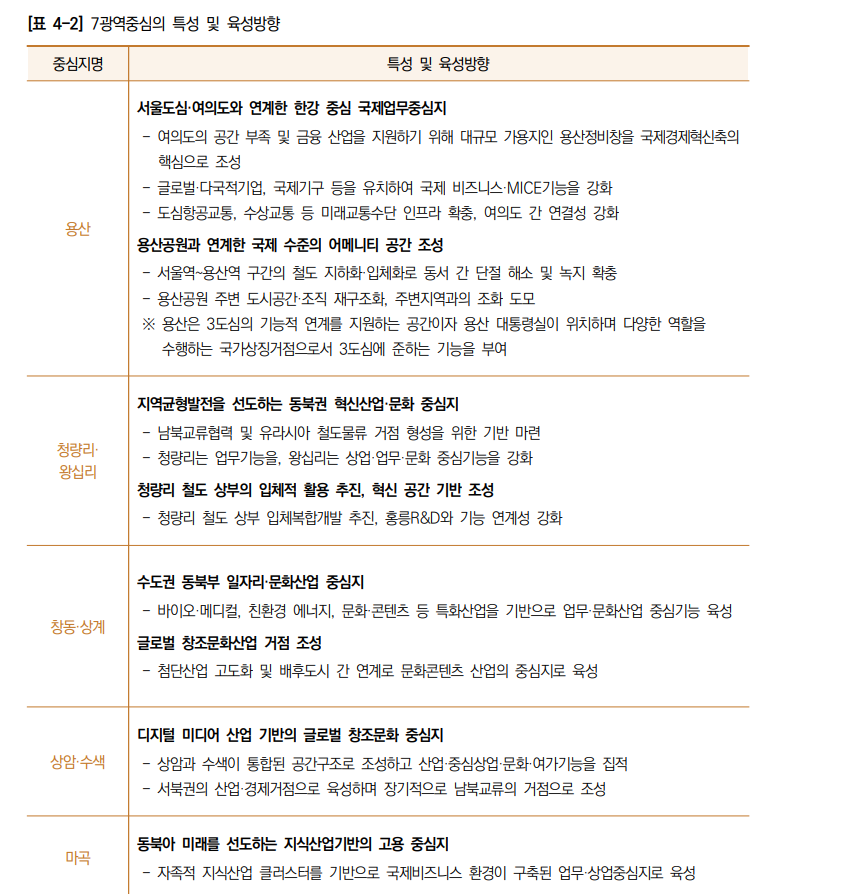 [표 4-2] 7광역중심의 특성 및 육성방향
중심지명
특성 및 육성방향
용산
서울도심·여의도와 연계한 한강 중심 국제업무중심지
- 여의도의 공간 부족 및 금융 산업을 지원하기 위해 대규모 가용지인 용산정비창을 국제경제혁신축의
핵심으로 조성
- 글로벌·다국적기업, 국제기구 등을 유치하여 국제 비즈니스·MICE기능을 강화
- 도심항공교통, 수상교통 등 미래교통수단 인프라 확충, 여의도 간 연결성 강화
용산공원과 연계한 국제 수준의 어메니티 공간 조성
- 서울역~용산역 구간의 철도 지하화·입체화로 동서 간 단절 해소 및 녹지 확충
- 용산공원 주변 도시공간·조직 재구조화, 주변지역과의 조화 도모
※ 용산은 3도심의 기능적 연계를 지원하는 공간이자 용산 대통령실이 위치하며 다양한 역할을
수행하는 국가상징거점으로서 3도심에 준하는 기능을 부여
청량리·
왕십리
지역균형발전을 선도하는 동북권 혁신산업·문화 중심지
- 남북교류협력 및 유라시아 철도물류 거점 형성을 위한 기반 마련
- 청량리는 업무기능을, 왕십리는 상업·업무·문화 중심기능을 강화
청량리 철도 상부의 입체적 활용 추진, 혁신 공간 기반 조성
- 청량리 철도 상부 입체복합개발 추진, 홍릉R&D와 기능 연계성 강화
창동·상계
수도권 동북부 일자리·문화산업 중심지
- 바이오·메디컬, 친환경 에너지, 문화·콘텐츠 등 특화산업을 기반으로 업무·문화산업 중심기능 육성
글로벌 창조문화산업 거점 조성
- 첨단산업 고도화 및 배후도시 간 연계로 문화콘텐츠 산업의 중심지로 육성
상암·수색
디지털 미디어 산업 기반의 글로벌 창조문화 중심지
- 상암과 수색이 통합된 공간구조로 조성하고 산업·중심상업·문화·여가기능을 집적
- 서북권의 산업·경제거점으로 육성하며 장기적으로 남북교류의 거점으로 조성
마곡
동북아 미래를 선도하는 지식산업기반의 고용 중심지
- 자족적 지식산업 클러스터를 기반으로 국제비즈니스 환경이 구축된 업무·상업중심지로 육성